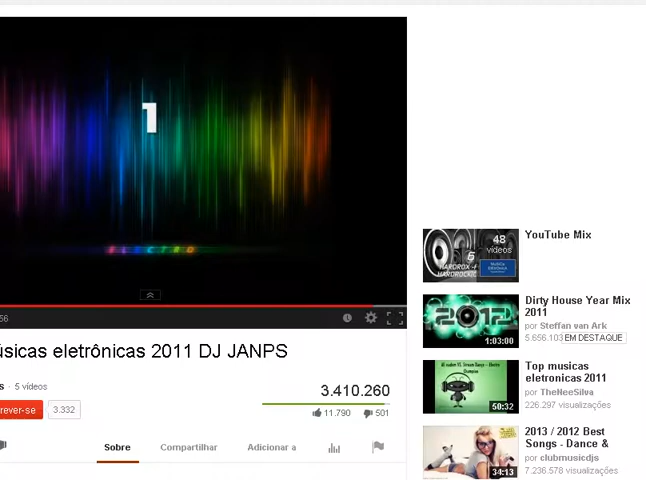 1
ELECTRO
56
úsicas eletrônicas 2011 DJ JANPS
s · 5 vídeos
3.410.260
rever-se 3.332
11.790 501
Sobre Compartilhar Adicionar a
48
vídeos
YouTube Mix
1:03:00
2012
Dirty House Year Mix
2011
por Steffan van Ark
5.656.103 EM DESTAQUE
50:32
Top musicas
eletronicas 2011
por TheNeeSilva
226.297 visualizações
34:13
2013 / 2012 Best
Songs - Dance &
por clubmusicdjs
7.236.578 visualizações